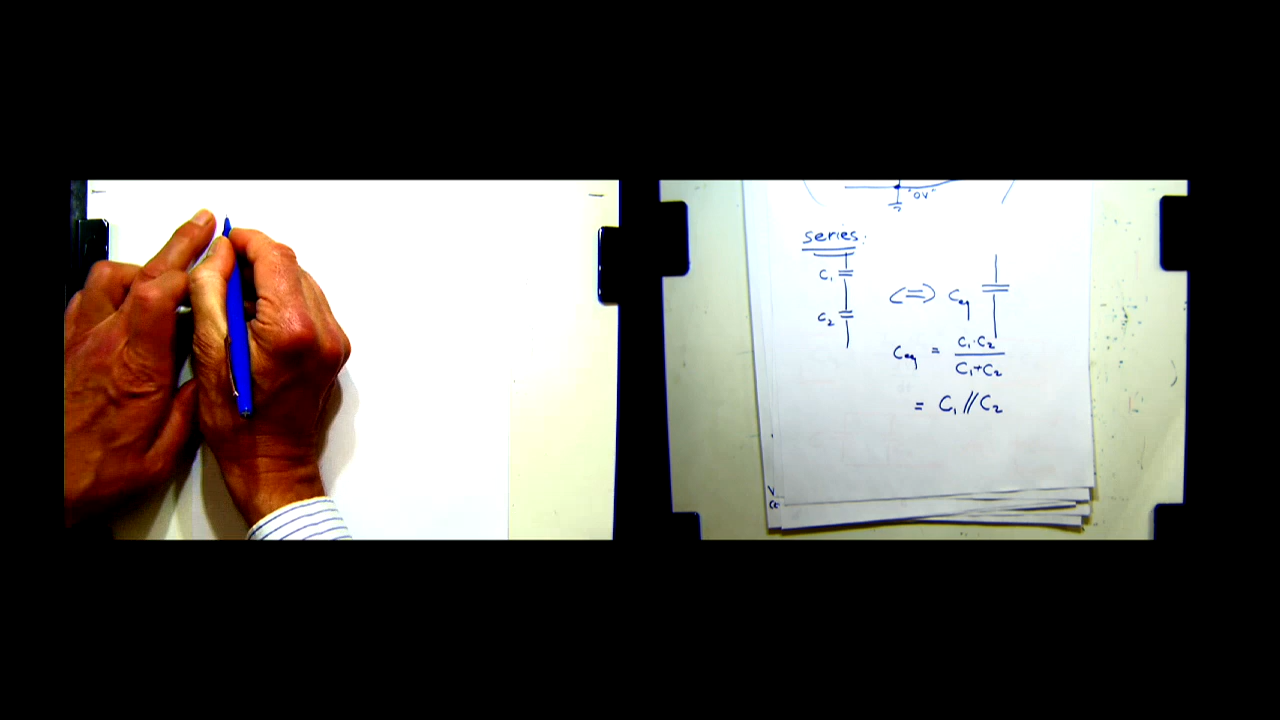 "0V"
series:
C₁
C₂
<=> Ceq
Ceq = C₁·C₂ / C₁+C₂
= C₁//C₂